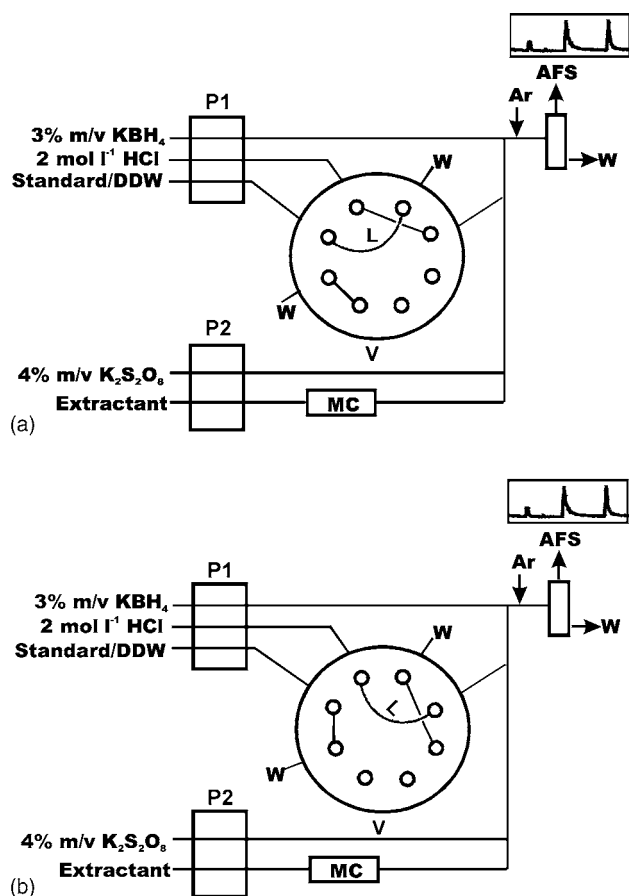 AFS
Ar
P1
3% m/v KBH₄
2 mol l⁻¹ HCl
Standard/DDW
W
W
L
W
P2
V
4% m/v K₂S₂O₈
Extractant
MC
(a)
AFS
Ar
P1
3% m/v KBH₄
2 mol l⁻¹ HCl
Standard/DDW
W
W
L
W
P2
V
4% m/v K₂S₂O₈
Extractant
MC
(b)